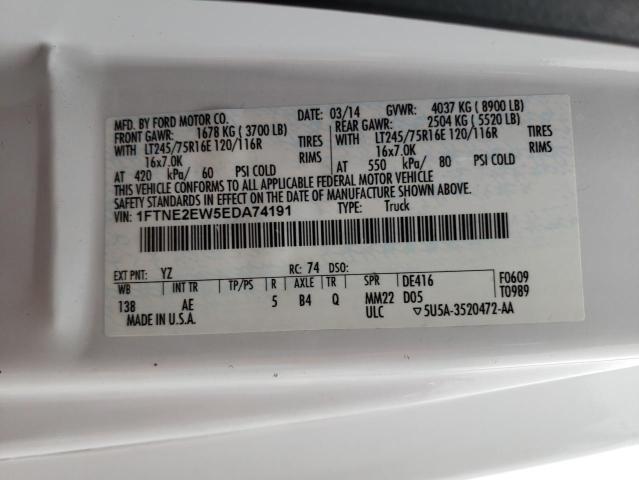 MFD. BY FORD MOTOR CO. DATE: 03/14 GVWR: 4037 KG ( 8900 LB)
FRONT GAWR: 1678 KG ( 3700 LB) REAR GAWR: 2504 KG ( 5520 LB)
WITH LT245/75R16E 120/116R TIRES WITH LT245/75R16E 120/116R TIRES
16x7.0K RIMS 16x7.0K RIMS
AT 420 kPa/ 60 PSI COLD AT 550 kPa/ 80 PSI COLD
THIS VEHICLE CONFORMS TO ALL APPLICABLE FEDERAL MOTOR VEHICLE
SAFETY STANDARDS IN EFFECT ON THE DATE OF MANUFACTURE SHOWN ABOVE.
VIN: 1FTNE2EW5EDA74191 TYPE: Truck
EXT PNT: YZ RC: 74 DSO:
WB INT TR TP/PS R AXLE TR SPR DE416 F0609
138 AE 5 B4 Q MM22 D05 T0989
MADE IN U.S.A. ULC ▽5U5A-3520472-AA